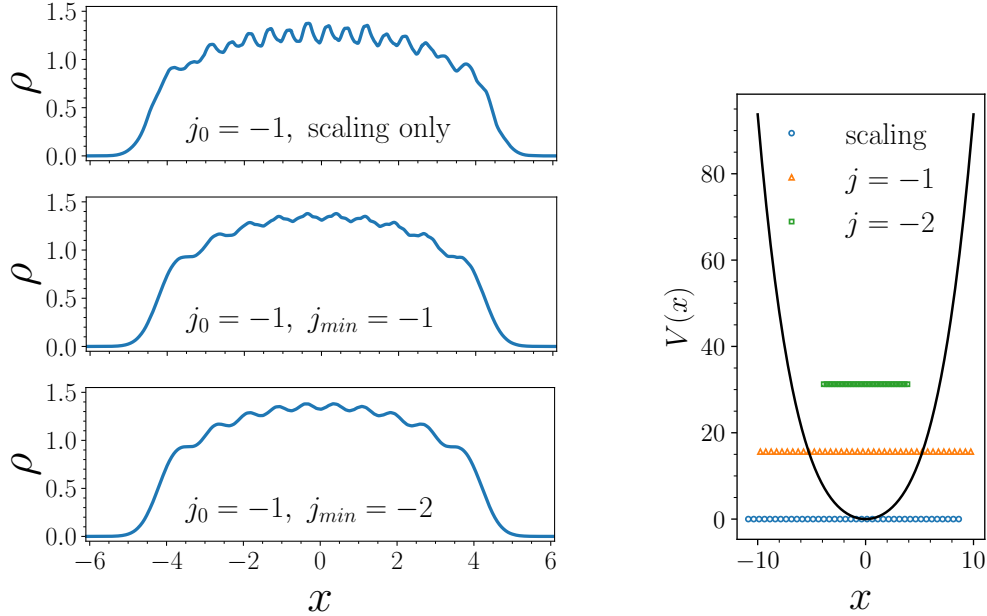 1.5
1.0
0.5
0.0
ρ
j₀ = −1, scaling only
1.5
1.0
0.5
0.0
ρ
j₀ = −1, jₘᵢₙ = −1
1.5
1.0
0.5
0.0
ρ
j₀ = −1, jₘᵢₙ = −2
−6 −4 −2 0 2 4 6
x
80
60
40
20
0
V(x)
scaling
j = −1
j = −2
−10 0 10
x